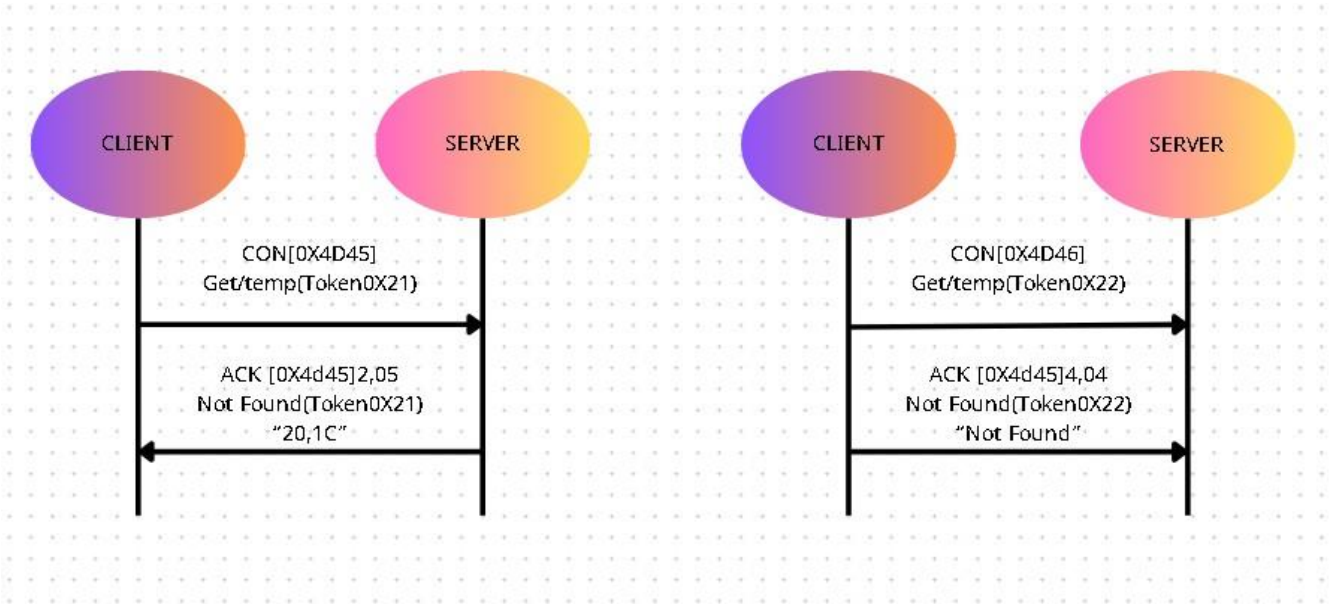 CLIENT
SERVER
CON[0X4D45]
Get/temp(Token0X21)
ACK [0X4d45]2,05
Not Found(Token0X21)
“20,1C”
CLIENT
SERVER
CON[0X4D46]
Get/temp(Token0X22)
ACK [0X4d45]4,04
Not Found(Token0X22)
“Not Found”